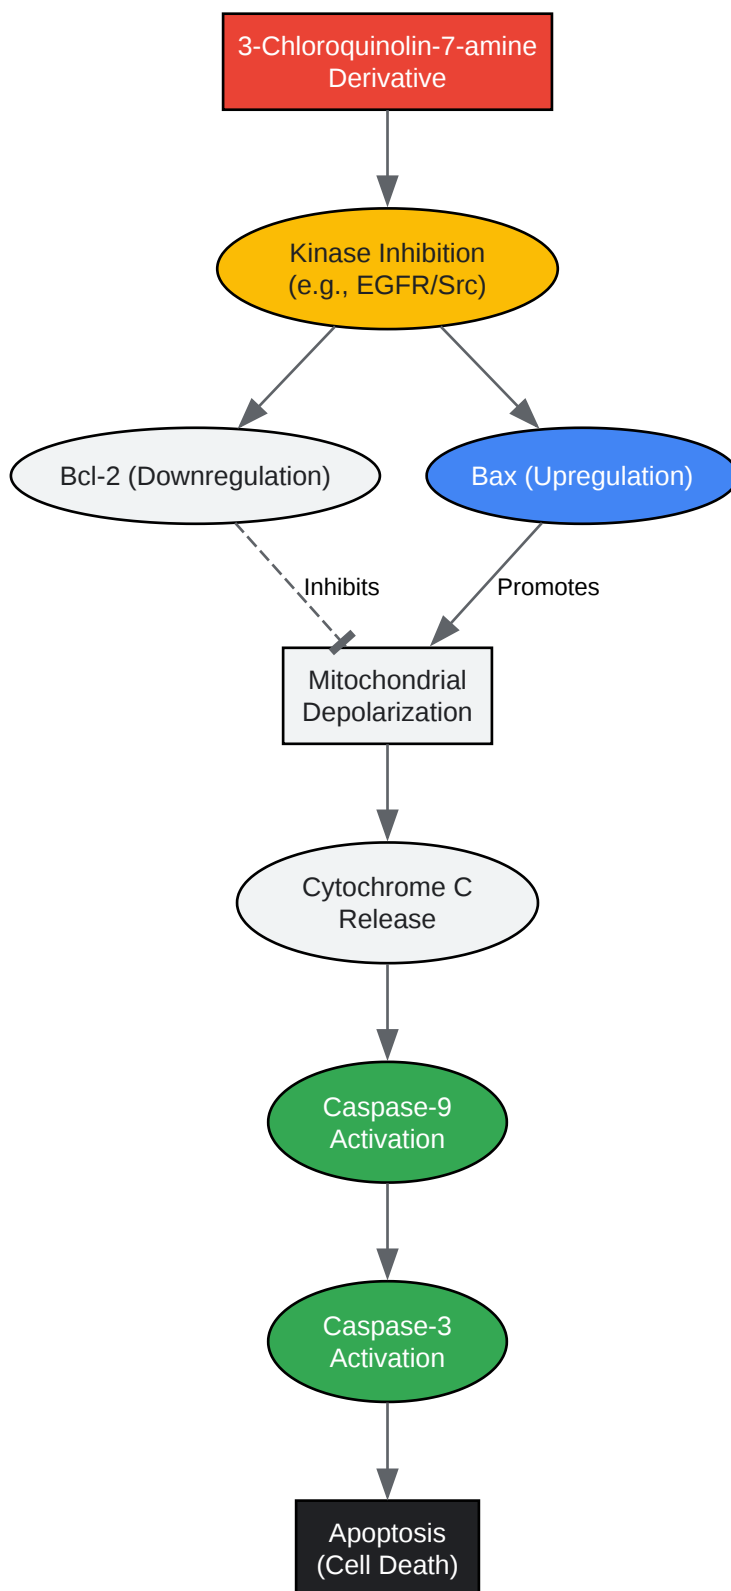 3-Chloroquinolin-7-amine
Derivative
Kinase Inhibition
(e.g., EGFR/Src)
Bcl-2 (Downregulation)
Bax (Upregulation)
Inhibits
Promotes
Mitochondrial
Depolarization
Cytochrome C
Release
Caspase-9
Activation
Caspase-3
Activation
Apoptosis
(Cell Death)